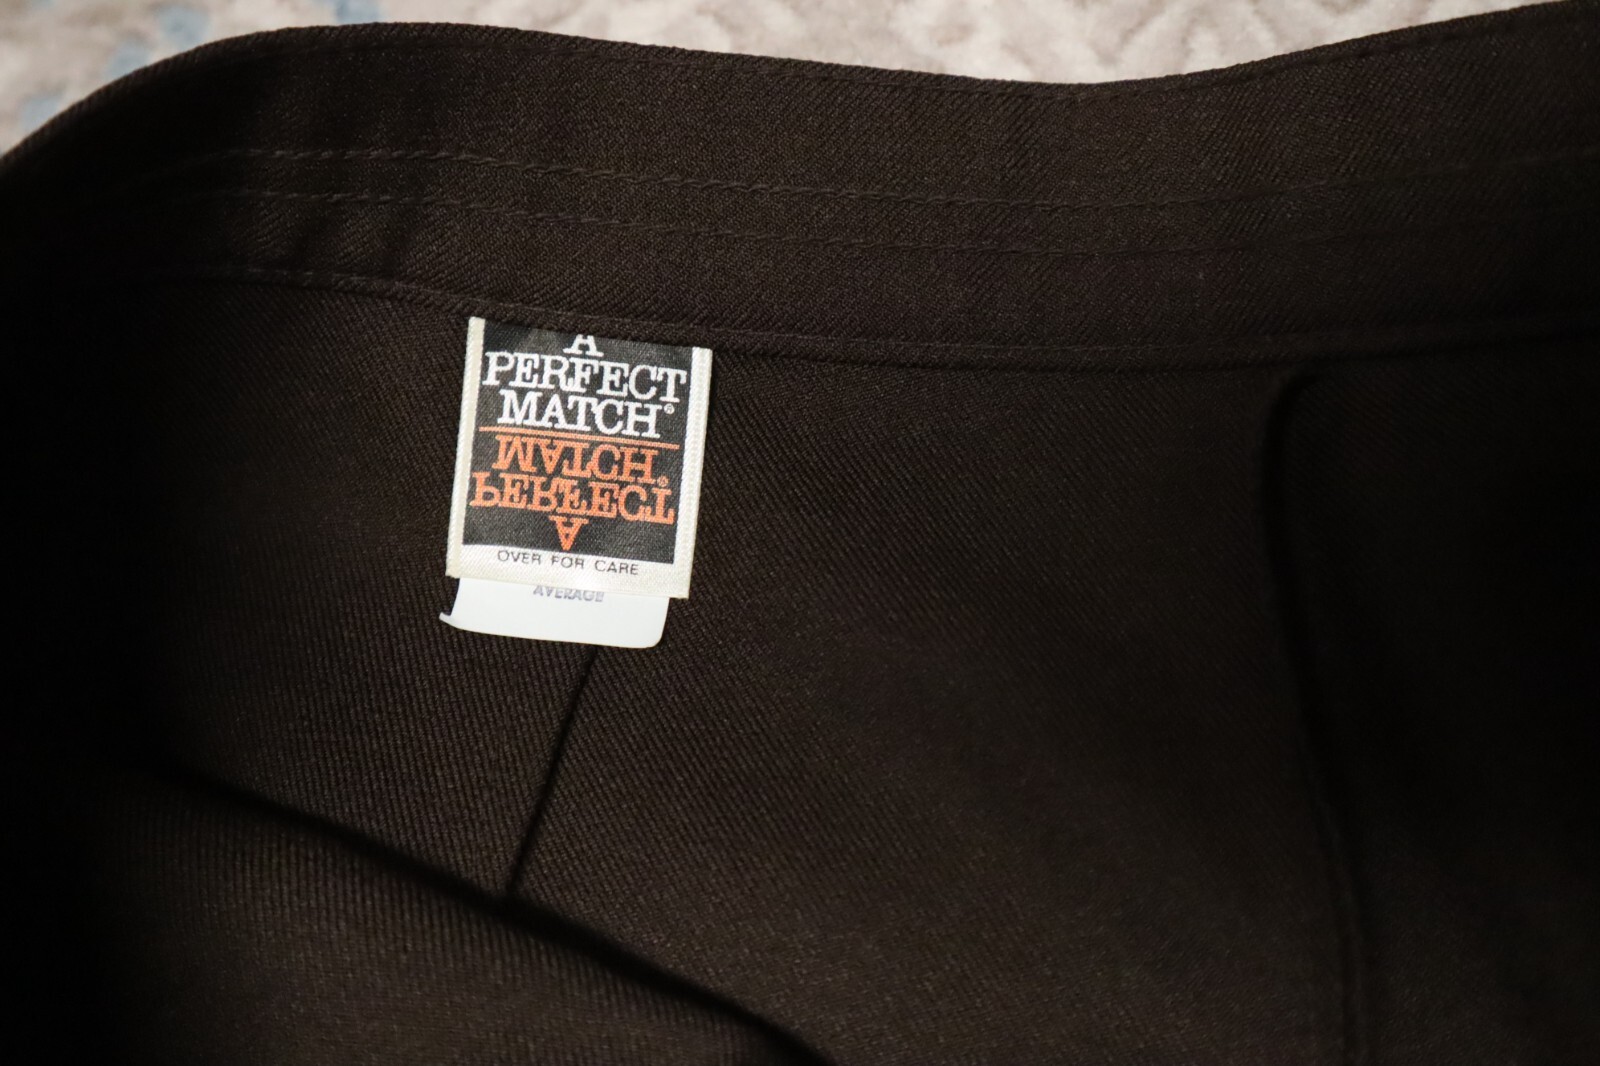 A
PERFECT
MATCH®
MATCH®
PERFECT
A
OVER FOR CARE
AVERAGE